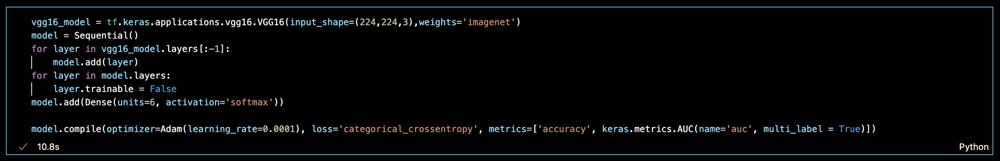 vgg16_model = tf.keras.applications.vgg16.VGG16(input_shape=(224,224,3),weights='imagenet')
model = Sequential()
for layer in vgg16_model.layers[:-1]:
    model.add(layer)
for layer in model.layers:
    layer.trainable = False
model.add(Dense(units=6, activation='softmax'))

model.compile(optimizer=Adam(learning_rate=0.0001), loss='categorical_crossentropy', metrics=['accuracy', keras.metrics.AUC(name='auc', multi_label = True)])
✓ 10.8s
Python